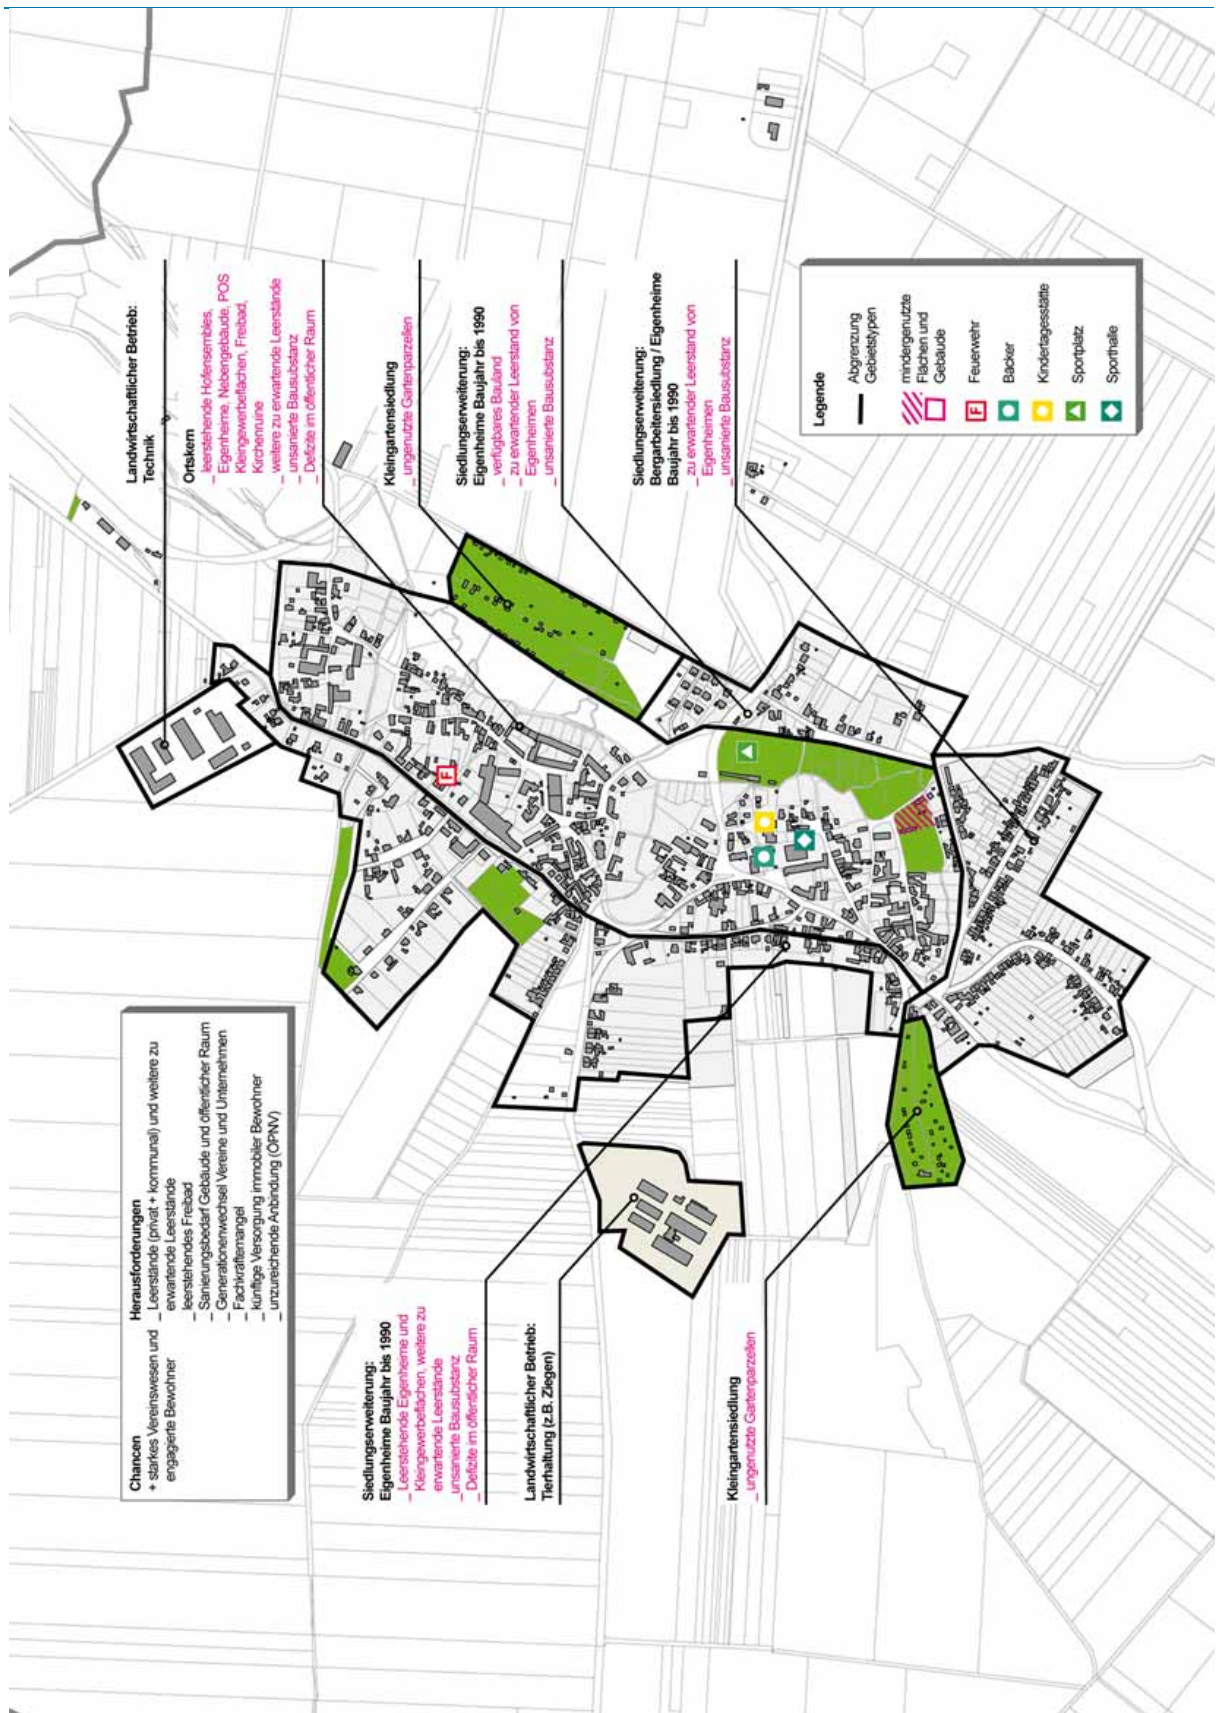 Chancen
+ starkes Vereinswesen und
engagierte Bewohner
Herausforderungen
_ Leerstände (privat + kommunal) und weitere zu
erwartende Leerstände
leerstehendes Freibad
_ Sanierungsbedarf Gebäude und öffentlicher Raum
_ Generationenwechsel Vereine und Unternehmen
_ Fachkräftemangel
_ künftige Versorgung immobiler Bewohner
_ unzureichende Anbindung (ÖPNV)
Landwirtschaftlicher Betrieb:
Technik
Ortskern
_ leerstehende Hofensembles,
Eigenheime, Nebengebäude, POS
Kleingewerbeflächen, Freibad,
Kirchenruine
_ weitere zu erwartende Leerstände
_ unsanierte Bausubstanz
_ Defizite im öffentlicher Raum
Kleingartensiedlung
_ ungenutzte Gartenparzellen
Siedlungserweiterung:
Eigenheime Baujahr bis 1990
_ verfügbares Bauland
_ zu erwartender Leerstand von
Eigenheimen
_ unsanierte Bausubstanz
Siedlungserweiterung:
Bergarbeitersiedlung / Eigenheime
Baujahr bis 1990
_ zu erwartender Leerstand von
Eigenheimen
_ unsanierte Bausubstanz
Siedlungserweiterung:
Eigenheime Baujahr bis 1990
_ Leerstehende Eigenheime und
_ Kleingewerbeflächen, weitere zu
erwartende Leerstände
_ unsanierte Bausubstanz
_ Defizite im öffentlicher Raum
Landwirtschaftlicher Betrieb:
Tierhaltung (z.B. Ziegen)
Kleingartensiedlung
_ ungenutzte Gartenparzellen
F
Legende
Abgrenzung
Gebietstypen
mindergenutzte
Flächen und
Gebäude
F
Feuerwehr
Bäcker
Kindertagesstätte
Sportplatz
Sporthalle